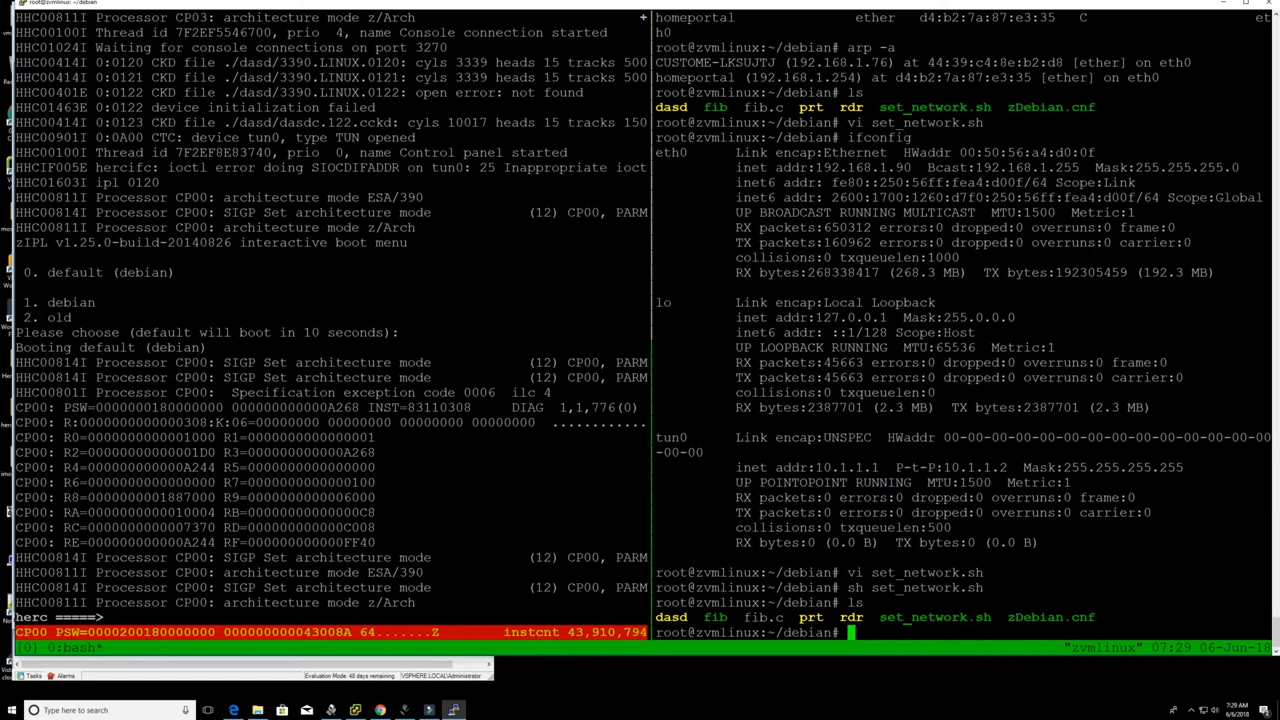 root@zvmlinux:~/debian
HHC00811I Processor CP03: architecture mode z/Arch +
HHC00100I Thread id 7F2EF5546700, prio 4, name Console connection started
HHC01024I Waiting for console connections on port 3270
HHC00414I 0:0120 CKD file ./dasd/3390.LINUX.0120: cyls 3339 heads 15 tracks 500
HHC00414I 0:0121 CKD file ./dasd/3390.LINUX.0121: cyls 3339 heads 15 tracks 500
HHC00401E 0:0122 CKD file ./dasd/3390.LINUX.0122: open error: not found
HHC01463E 0:0122 device initialization failed
HHC00414I 0:0123 CKD file ./dasd/dasdc.122.cckd: cyls 10017 heads 15 tracks 150
HHC00901I 0:0A00 CTC: device tun0, type TUN opened
HHC00100I Thread id 7F2EF8E83740, prio 0, name Control panel started
HHCIF005E hercifc: ioctl error doing SIOCDIFADDR on tun0: 25 Inappropriate ioct
HHC01603I ipl 0120
HHC00811I Processor CP00: architecture mode ESA/390
HHC00814I Processor CP00: SIGP Set architecture mode (12) CP00, PARM
HHC00811I Processor CP00: architecture mode z/Arch
zIPL v1.25.0-build-20140826 interactive boot menu
0. default (debian)
1. debian
2. old
Please choose (default will boot in 10 seconds):
Booting default (debian)
HHC00814I Processor CP00: SIGP Set architecture mode (12) CP00, PARM
HHC00814I Processor CP00: SIGP Set architecture mode (12) CP00, PARM
HHC00801I Processor CP00: Specification exception code 0006 ilc 4
CP00: PSW=0000000180000000 000000000000A268 INST=83110308 DIAG 1,1,776(0)
CP00: R:0000000000000308:K:06=00000000 00000000 00000000 00000000 ............
CP00: R0=0000000000001000 R1=0000000000000001
CP00: R2=00000000000001D0 R3=000000000000A268
CP00: R4=000000000000A244 R5=0000000000000000
CP00: R6=0000000000000000 R7=0000000000000100
CP00: R8=0000000001887000 R9=0000000000006000
CP00: RA=0000000000010004 RB=00000000000000C8
CP00: RC=0000000000007370 RD=000000000000C008
CP00: RE=000000000000A244 RF=000000000000FF40
HHC00814I Processor CP00: SIGP Set architecture mode (12) CP00, PARM
HHC00811I Processor CP00: architecture mode ESA/390
HHC00814I Processor CP00: SIGP Set architecture mode (12) CP00, PARM
HHC00811I Processor CP00: architecture mode z/Arch
herc =====>
CP00 PSW=0000200180000000 000000000043008A 64.......Z instcnt 43,910,794
homeportal ether d4:b2:7a:87:e3:35 C et
h0
root@zvmlinux:~/debian# arp -a
CUSTOME-LKSUJTJ (192.168.1.76) at 44:39:c4:8e:b2:d8 [ether] on eth0
homeportal (192.168.1.254) at d4:b2:7a:87:e3:35 [ether] on eth0
root@zvmlinux:~/debian# ls
dasd fib fib.c prt rdr set_network.sh zDebian.cnf
root@zvmlinux:~/debian# vi set_network.sh
root@zvmlinux:~/debian# ifconfig
eth0 Link encap:Ethernet HWaddr 00:50:56:a4:d0:0f
inet addr:192.168.1.90 Bcast:192.168.1.255 Mask:255.255.255.0
inet6 addr: fe80::250:56ff:fea4:d00f/64 Scope:Link
inet6 addr: 2600:1700:1260:d7f0:250:56ff:fea4:d00f/64 Scope:Global
UP BROADCAST RUNNING MULTICAST MTU:1500 Metric:1
RX packets:650312 errors:0 dropped:0 overruns:0 frame:0
TX packets:160962 errors:0 dropped:0 overruns:0 carrier:0
collisions:0 txqueuelen:1000
RX bytes:268338417 (268.3 MB) TX bytes:192305459 (192.3 MB)
lo Link encap:Local Loopback
inet addr:127.0.0.1 Mask:255.0.0.0
inet6 addr: ::1/128 Scope:Host
UP LOOPBACK RUNNING MTU:65536 Metric:1
RX packets:45663 errors:0 dropped:0 overruns:0 frame:0
TX packets:45663 errors:0 dropped:0 overruns:0 carrier:0
collisions:0 txqueuelen:0
RX bytes:2387701 (2.3 MB) TX bytes:2387701 (2.3 MB)
tun0 Link encap:UNSPEC HWaddr 00-00-00-00-00-00-00-00-00-00-00-00-00-00
-00-00
inet addr:10.1.1.1 P-t-P:10.1.1.2 Mask:255.255.255.255
UP POINTOPOINT RUNNING MTU:1500 Metric:1
RX packets:0 errors:0 dropped:0 overruns:0 frame:0
TX packets:0 errors:0 dropped:0 overruns:0 carrier:0
collisions:0 txqueuelen:500
RX bytes:0 (0.0 B) TX bytes:0 (0.0 B)
root@zvmlinux:~/debian# vi set_network.sh
root@zvmlinux:~/debian# sh set_network.sh
root@zvmlinux:~/debian# ls
dasd fib fib.c prt rdr set_network.sh zDebian.cnf
root@zvmlinux:~/debian#
[0] 0:bash* "zvmlinux" 07:29 06-Jun-18
Tasks Alarms Evaluation Mode: 48 days remaining VSPHERE.LOCAL\Administrator
Type here to search
7:29 AM
6/6/2018